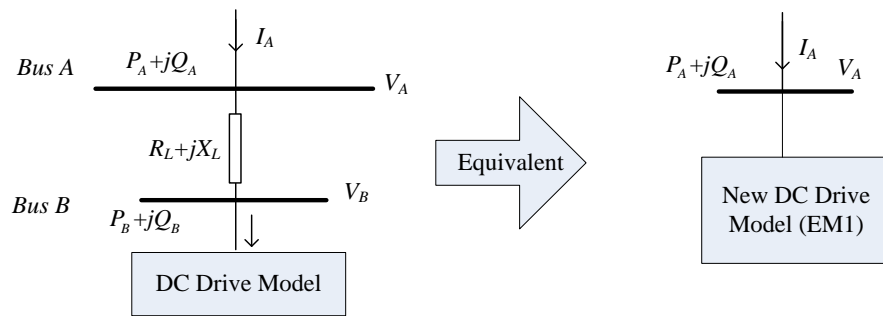 I_A
Bus A
P_A+jQ_A
V_A
R_L+jX_L
V_B
Bus B
P_B+jQ_B
DC Drive Model
Equivalent
I_A
P_A+jQ_A
V_A
New DC Drive
Model (EM1)